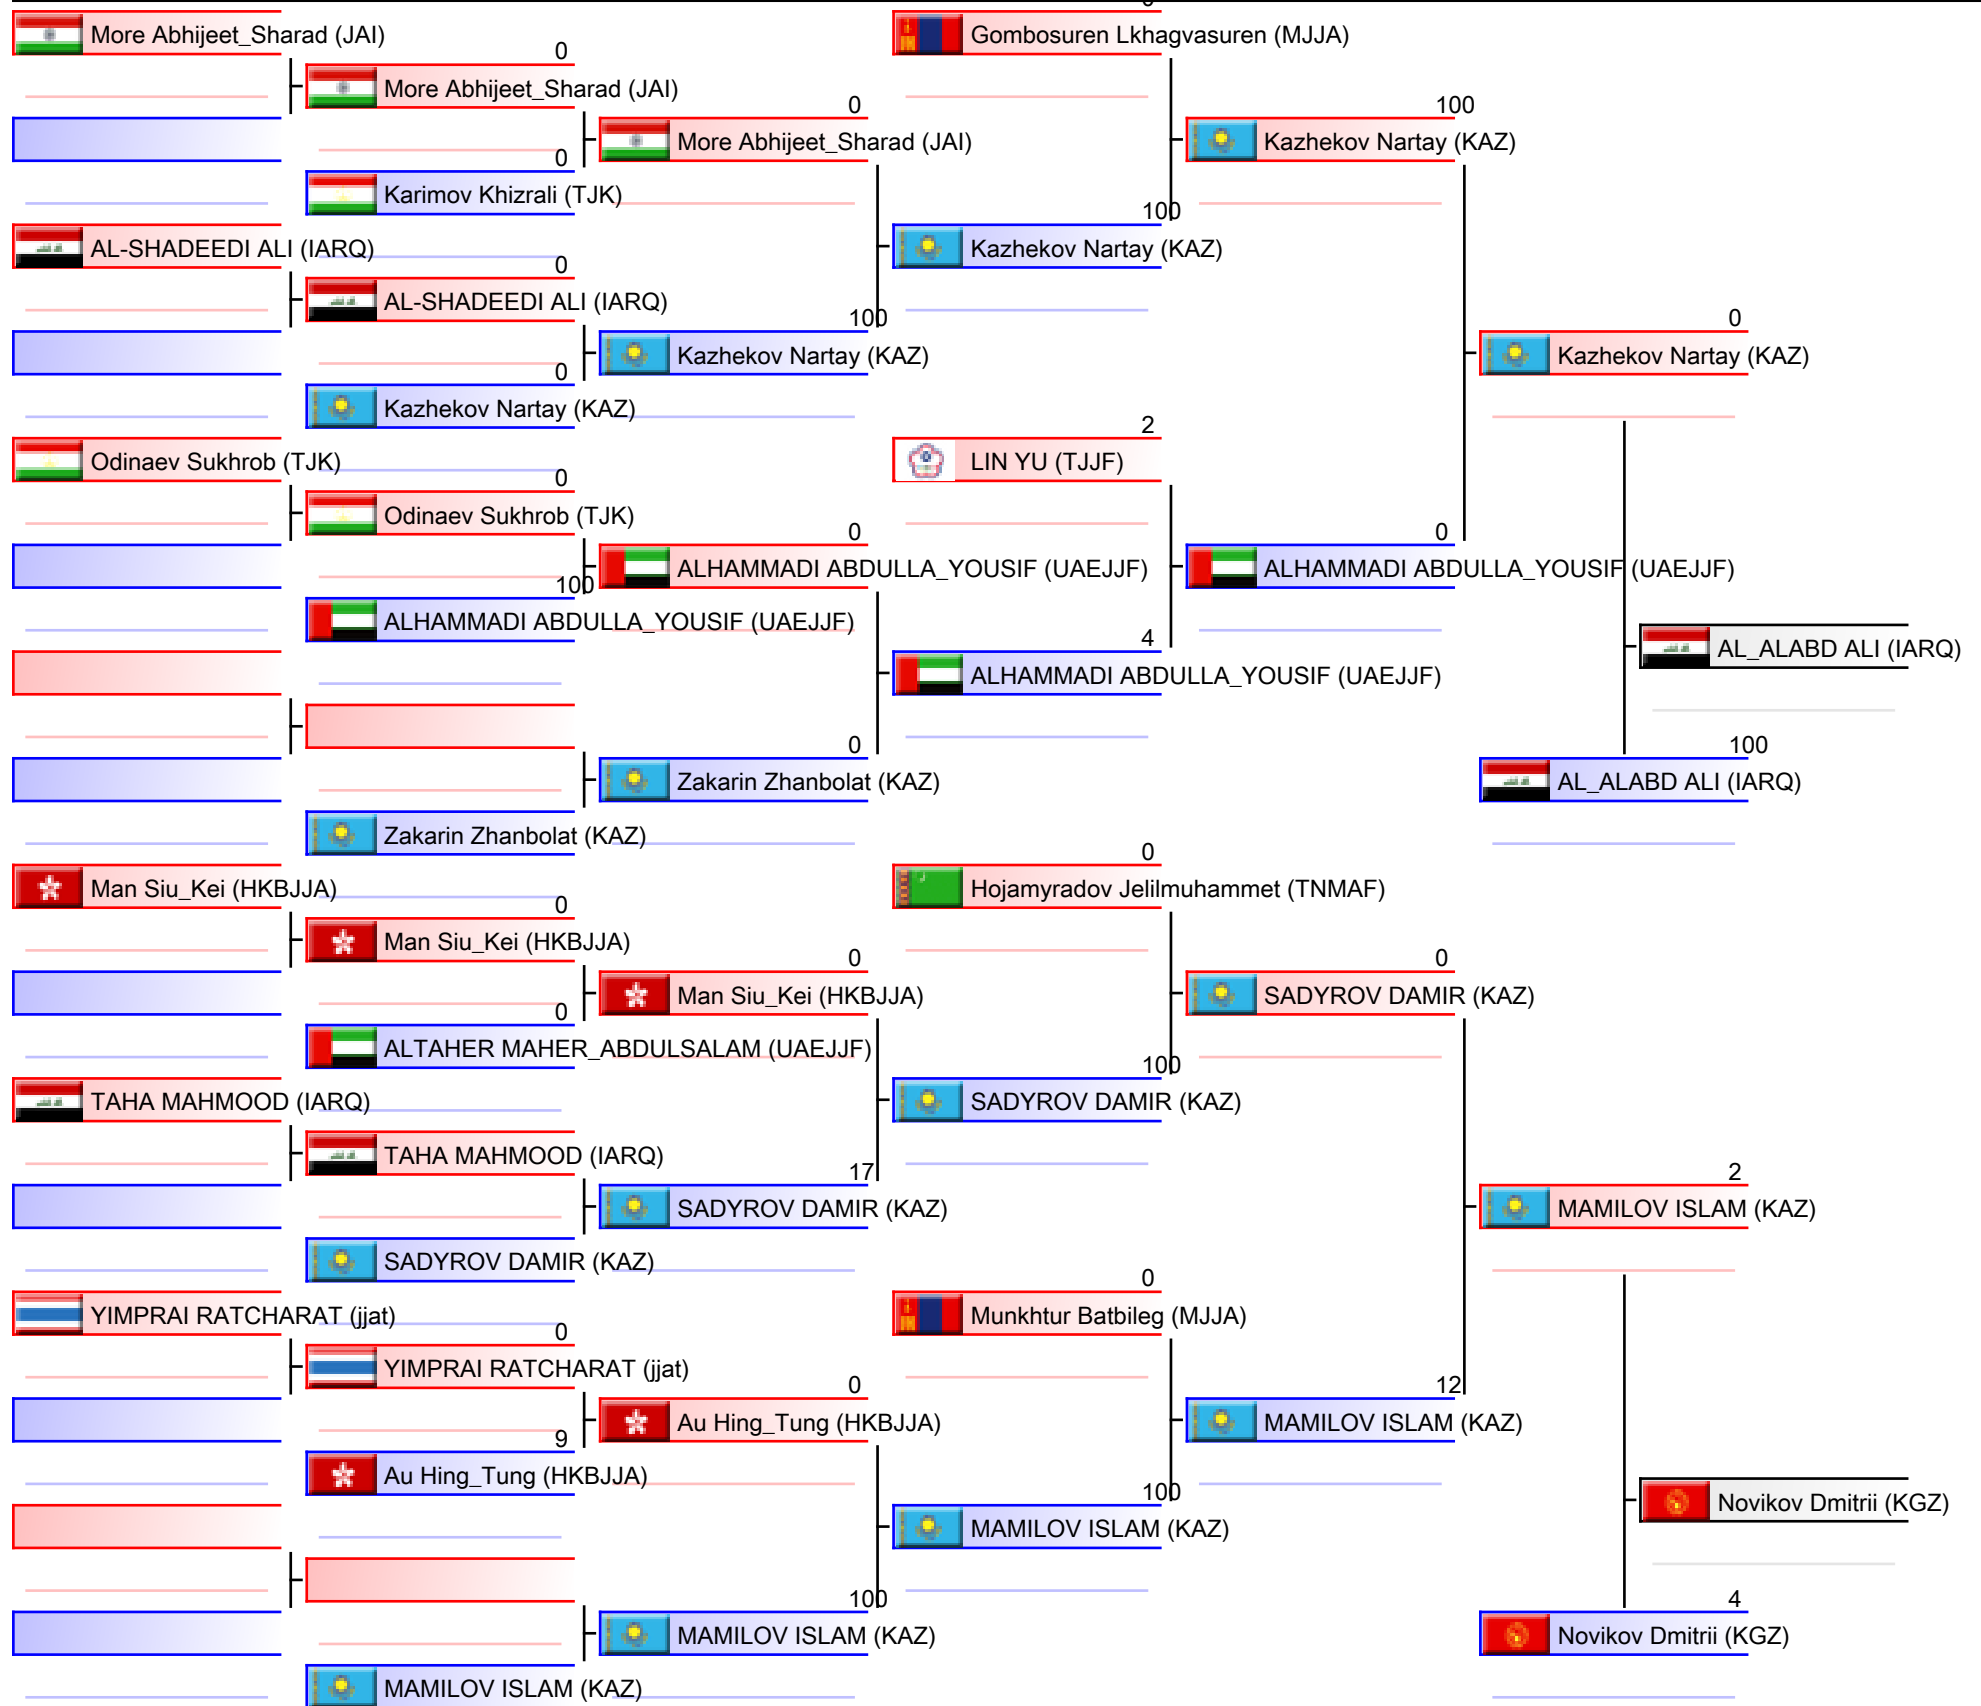 More Abhijeet_Sharad (JAI)
0
More Abhijeet_Sharad (JAI)
0
Karimov Khizrali (TJK)
AL-SHADEEDI ALI (IARQ)
0
AL-SHADEEDI ALI (IARQ)
0
Kazhekov Nartay (KAZ)
Odinaev Sukhrob (TJK)
0
Odinaev Sukhrob (TJK)
100
ALHAMMADI ABDULLA_YOUSIF (UAEJJF)
Zakarin Zhanbolat (KAZ)
Man Siu_Kei (HKBJJA)
0
Man Siu_Kei (HKBJJA)
0
ALTAHER MAHER_ABDULSALAM (UAEJJF)
TAHA MAHMOOD (IARQ)
TAHA MAHMOOD (IARQ)
SADYROV DAMIR (KAZ)
YIMPRAI RATCHARAT (jjat)
0
YIMPRAI RATCHARAT (jjat)
9
Au Hing_Tung (HKBJJA)
MAMILOV ISLAM (KAZ)
0
More Abhijeet_Sharad (JAI)
100
Kazhekov Nartay (KAZ)
0
ALHAMMADI ABDULLA_YOUSIF (UAEJJF)
0
Zakarin Zhanbolat (KAZ)
0
Man Siu_Kei (HKBJJA)
17
SADYROV DAMIR (KAZ)
0
Au Hing_Tung (HKBJJA)
100
MAMILOV ISLAM (KAZ)
Gombosuren Lkhagvasuren (MJJA)
100
Kazhekov Nartay (KAZ)
2
LIN YU (TJJF)
4
ALHAMMADI ABDULLA_YOUSIF (UAEJJF)
0
Hojamyradov Jelilmuhammet (TNMAF)
100
SADYROV DAMIR (KAZ)
0
Munkhtur Batbileg (MJJA)
100
MAMILOV ISLAM (KAZ)
100
Kazhekov Nartay (KAZ)
0
ALHAMMADI ABDULLA_YOUSIF (UAEJJF)
0
SADYROV DAMIR (KAZ)
12
MAMILOV ISLAM (KAZ)
0
Kazhekov Nartay (KAZ)
100
AL_ALABD ALI (IARQ)
2
MAMILOV ISLAM (KAZ)
4
Novikov Dmitrii (KGZ)
AL_ALABD ALI (IARQ)
Novikov Dmitrii (KGZ)